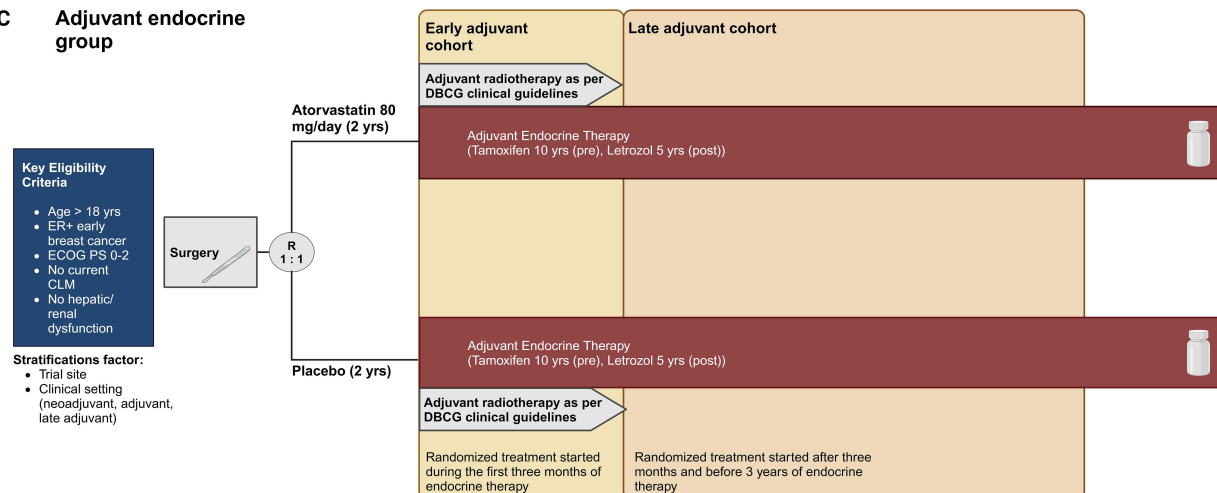 C
Adjuvant endocrine
group
Early adjuvant
cohort
Late adjuvant cohort
Adjuvant radiotherapy as per
DBCG clinical guidelines
Atorvastatin 80
mg/day (2 yrs)
Adjuvant Endocrine Therapy
(Tamoxifen 10 yrs (pre), Letrozol 5 yrs (post))
Key Eligibility
Criteria
• Age > 18 yrs
• ER+ early
breast cancer
• ECOG PS 0-2
• No current
CLM
• No hepatic/
renal
dysfunction
Surgery
R
1 : 1
Stratifications factor:
• Trial site
• Clinical setting
(neoadjuvant, adjuvant,
late adjuvant)
Placebo (2 yrs)
Adjuvant Endocrine Therapy
(Tamoxifen 10 yrs (pre), Letrozol 5 yrs (post))
Adjuvant radiotherapy as per
DBCG clinical guidelines
Randomized treatment started
during the first three months of
endocrine therapy
Randomized treatment started after three
months and before 3 years of endocrine
therapy